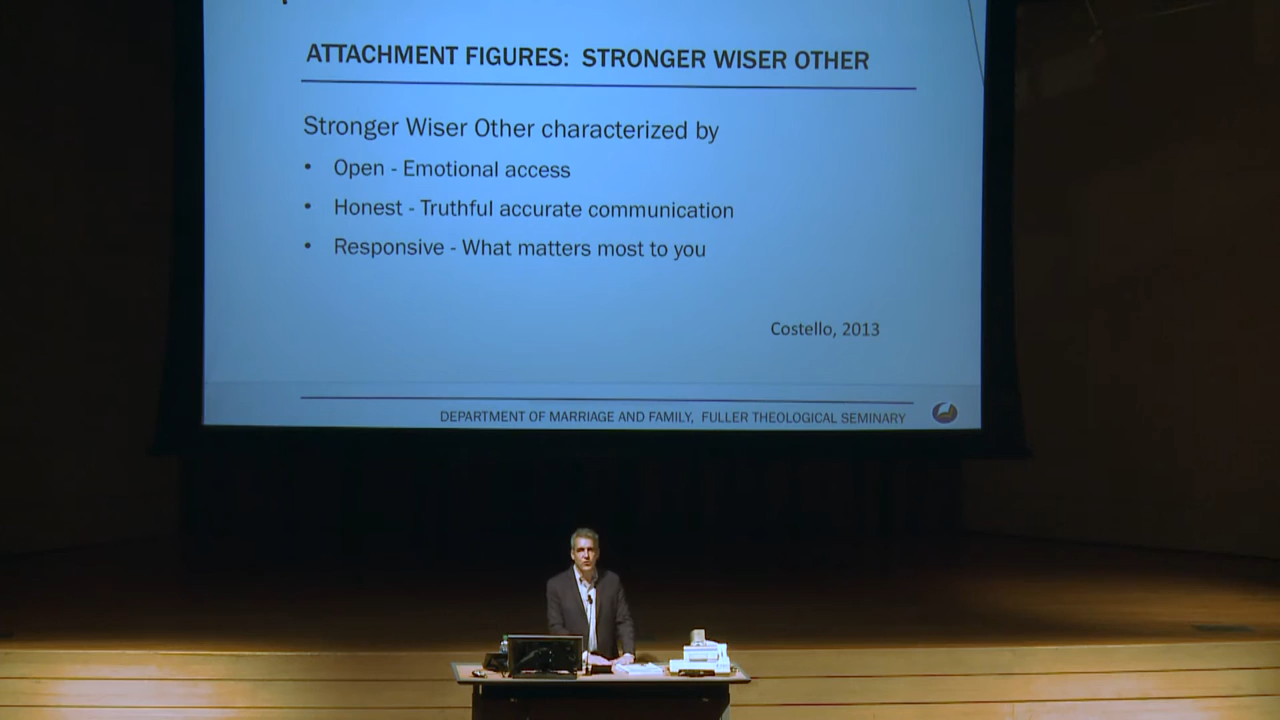 ATTACHMENT FIGURES: STRONGER WISER OTHER
Stronger Wiser Other characterized by
• Open - Emotional access
• Honest - Truthful accurate communication
• Responsive - What matters most to you
Costello, 2013
DEPARTMENT OF MARRIAGE AND FAMILY, FULLER THEOLOGICAL SEMINARY